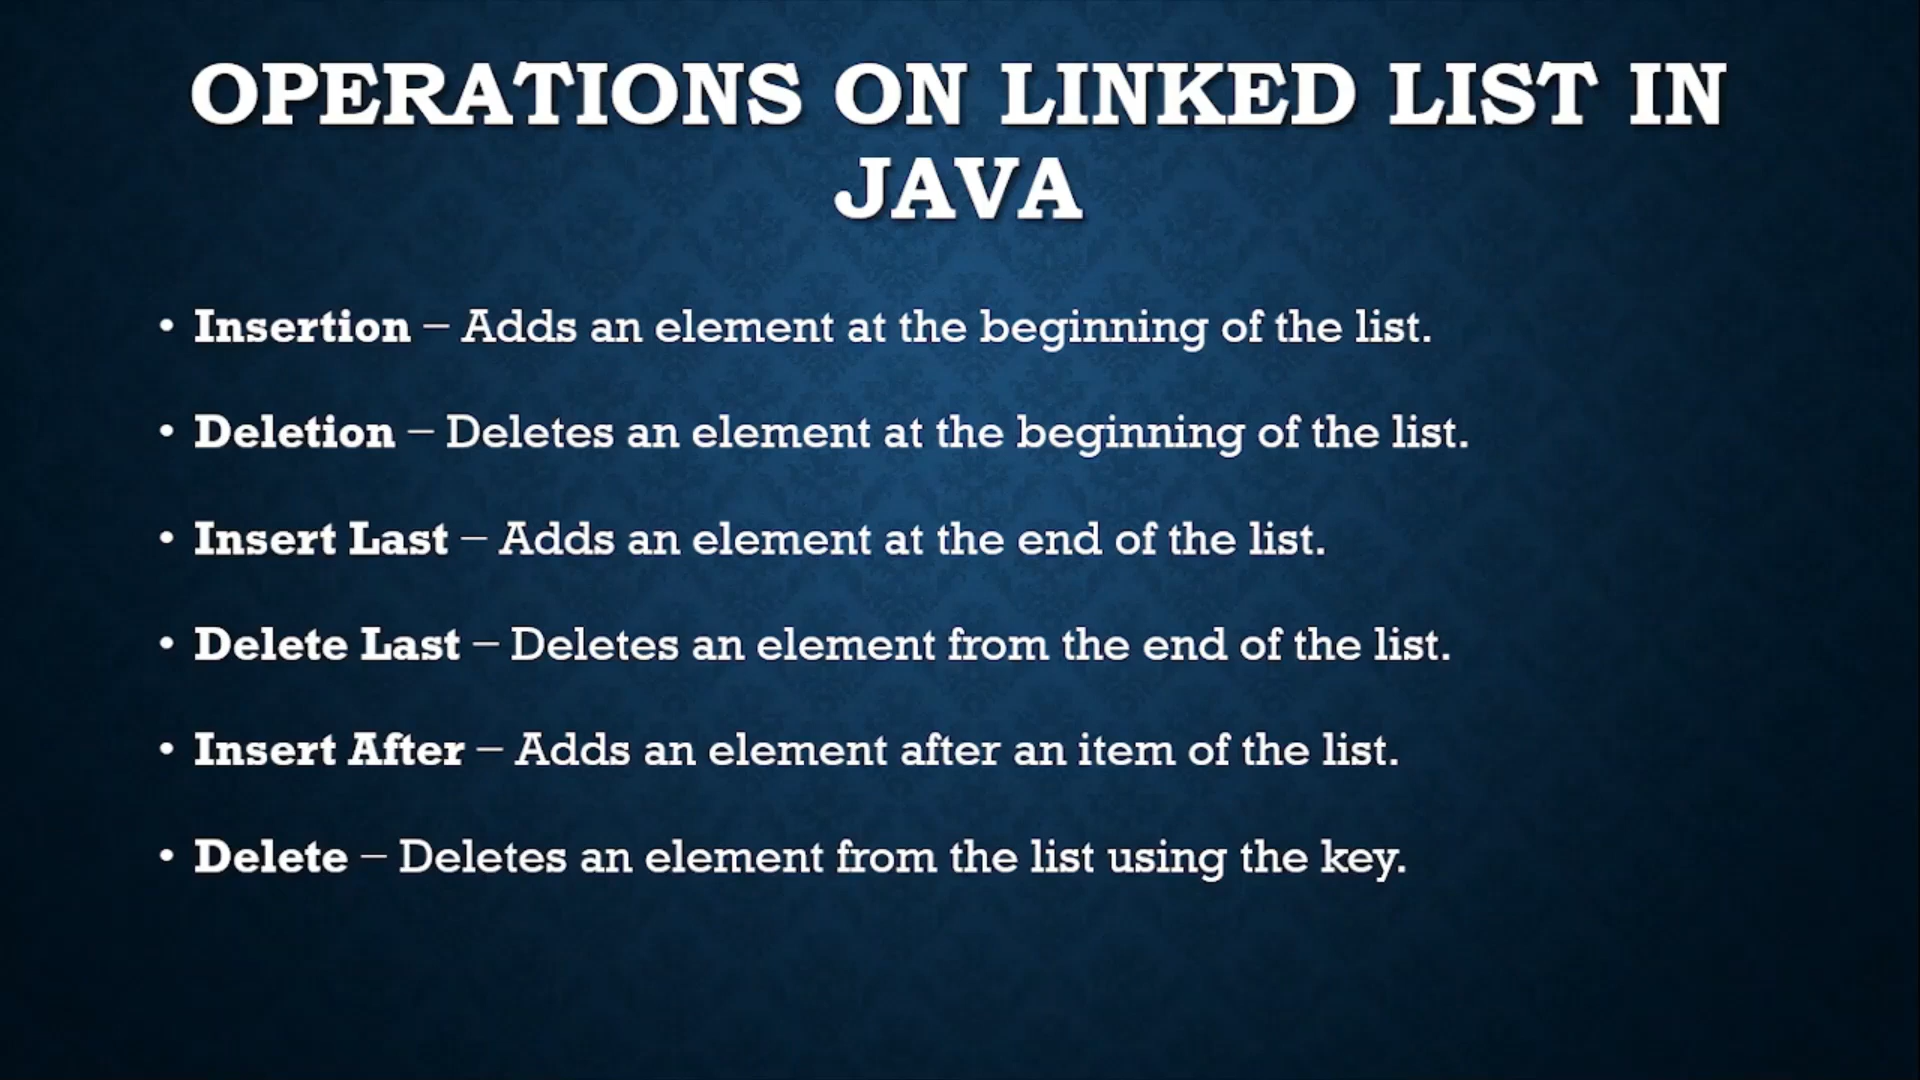 OPERATIONS ON LINKED LIST IN
JAVA
• Insertion – Adds an element at the beginning of the list.
• Deletion – Deletes an element at the beginning of the list.
• Insert Last – Adds an element at the end of the list.
• Delete Last – Deletes an element from the end of the list.
• Insert After – Adds an element after an item of the list.
• Delete – Deletes an element from the list using the key.